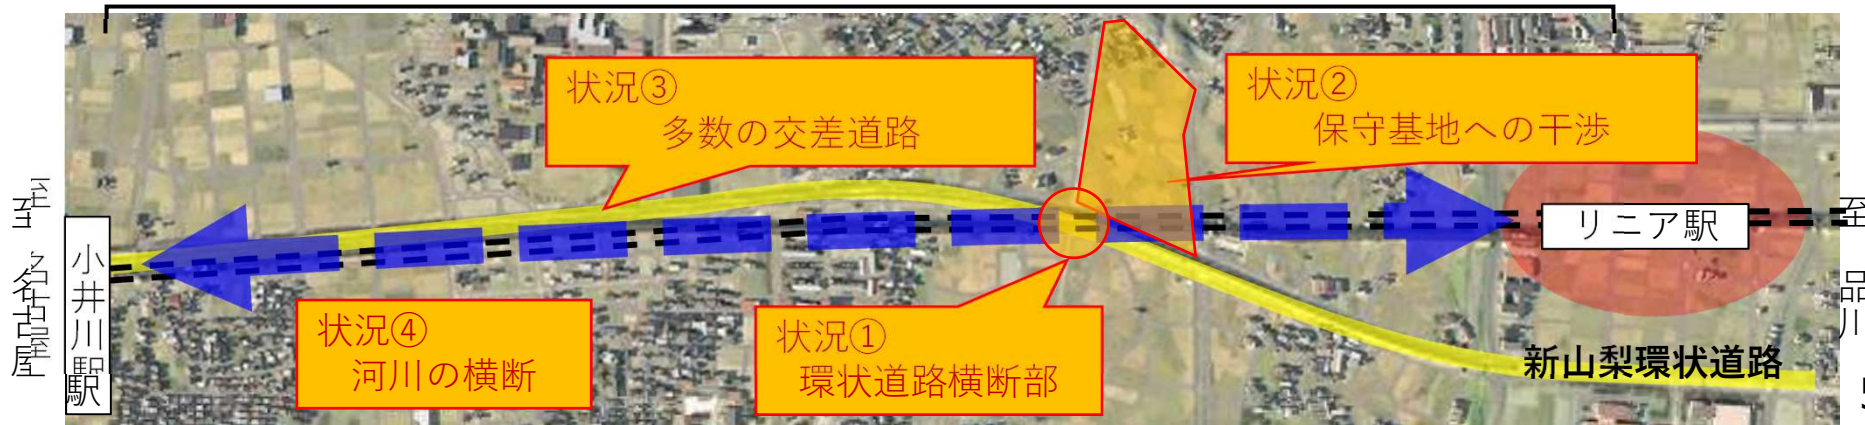 状況③
多数の交差道路
状況②
保守基地への干渉
至 名古屋
小井川駅
リニア駅
至 品川
状況④
河川の横断
状況①
環状道路横断部
新山梨環状道路